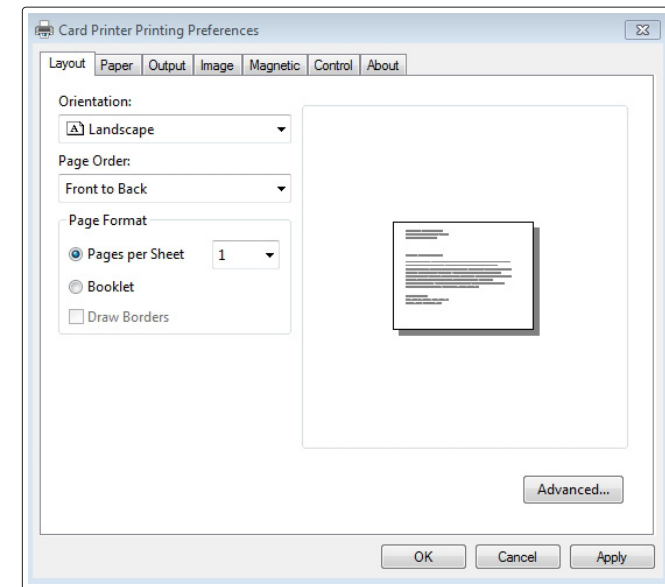 Card Printer Printing Preferences
Layout Paper Output Image Magnetic Control About
Orientation:
A Landscape
Page Order:
Front to Back
Page Format
Pages per Sheet 1
Booklet
Draw Borders
Advanced...
OK Cancel Apply